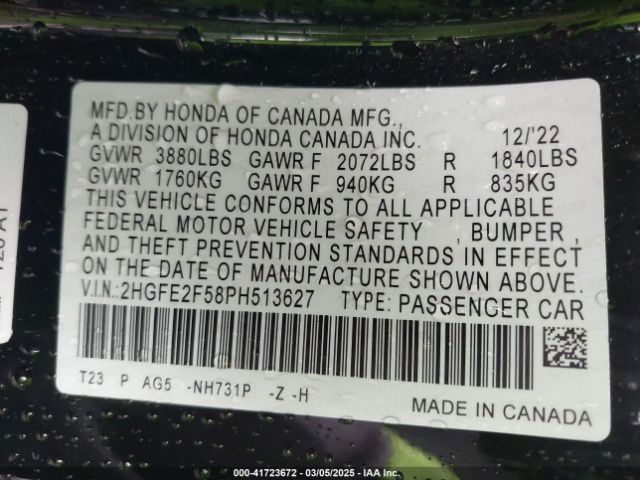 MFD.BY HONDA OF CANADA MFG.,
A DIVISION OF HONDA CANADA INC. 12/'22
GVWR 3880LBS GAWR F 2072LBS R 1840LBS
GVWR 1760KG GAWR F 940KG R 835KG
THIS VEHICLE CONFORMS TO ALL APPLICABLE
FEDERAL MOTOR VEHICLE SAFETY , BUMPER ,
AND THEFT PREVENTION STANDARDS IN EFFECT
ON THE DATE OF MANUFACTURE SHOWN ABOVE.
V.I.N.:2HGFE2F58PH513627 TYPE: PASSENGER CAR
T23 P AG5 -NH731P -Z -H
MADE IN CANADA
000-41723672 / 03/05/2025 / IAA Inc.